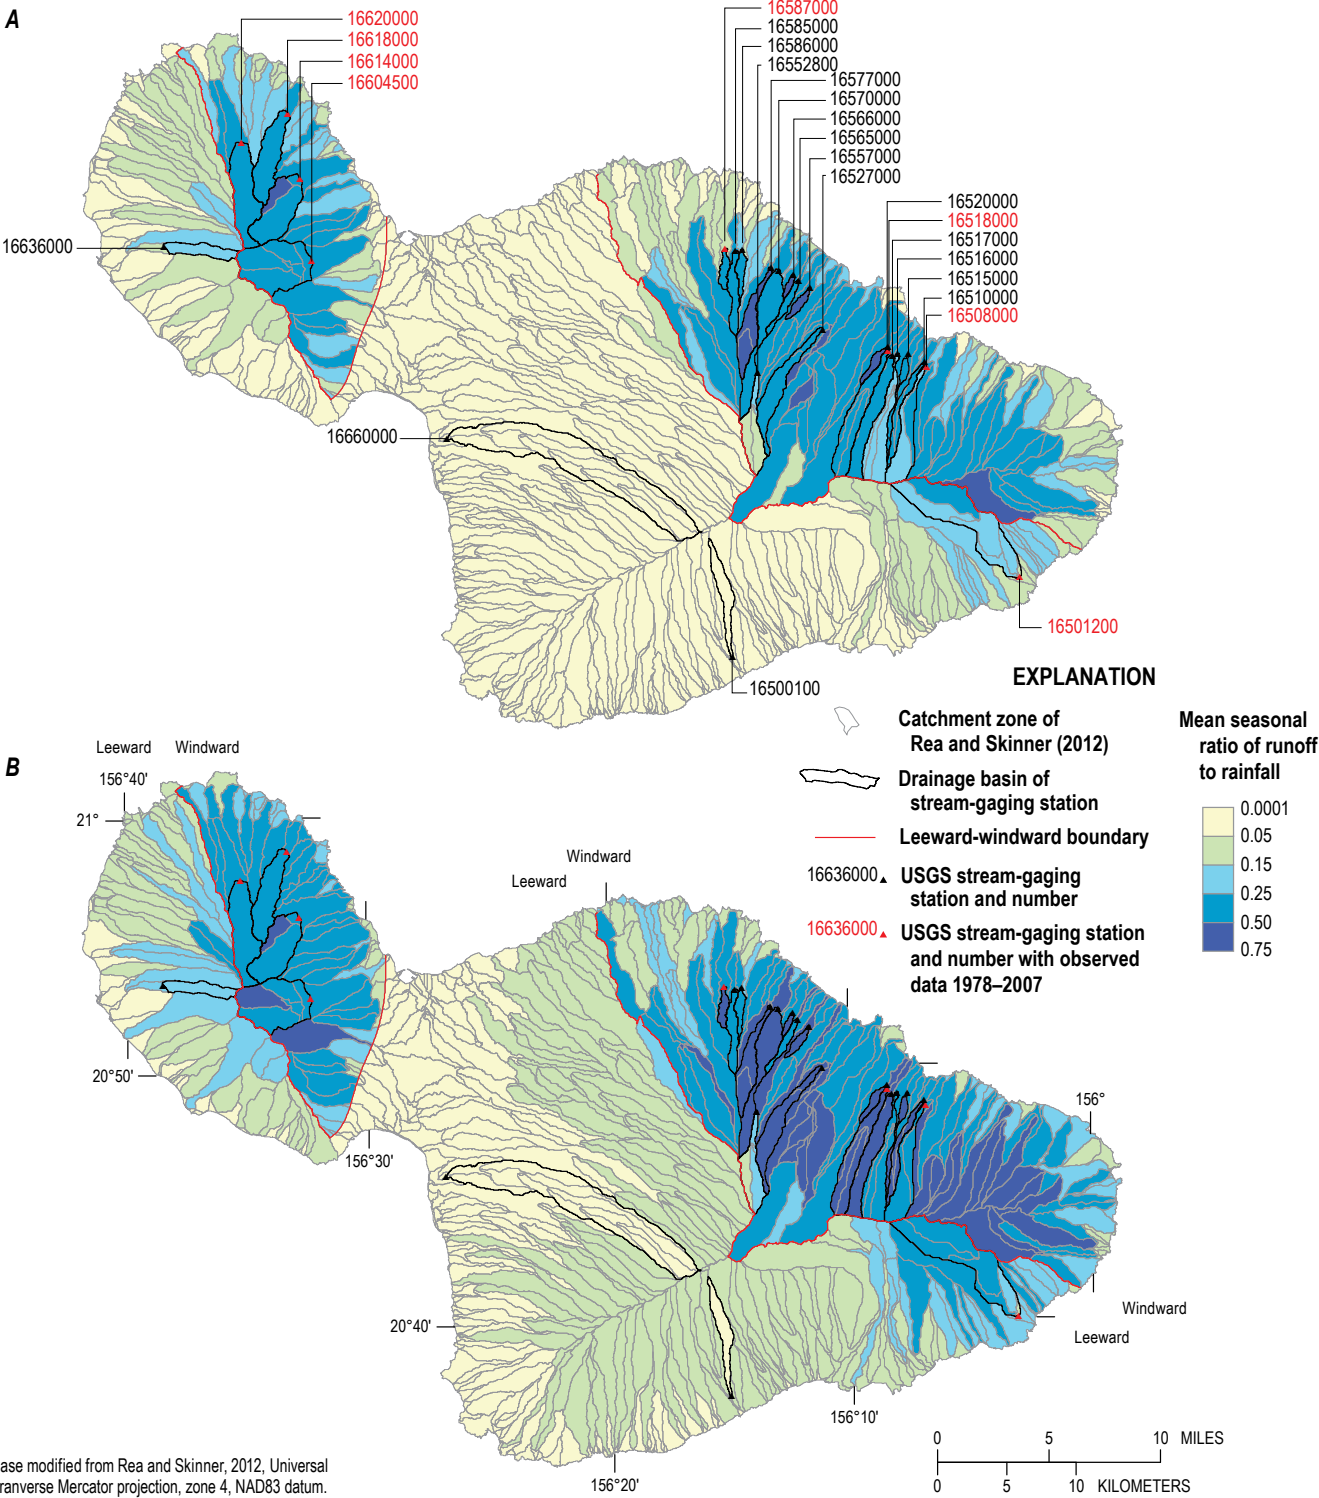 A
16620000
16618000
16614000
16604500
16587000
16585000
16586000
16552800
16577000
16570000
16566000
16565000
16557000
16527000
16520000
16518000
16517000
16516000
16515000
16510000
16508000
16636000
16660000
16501200
16500100
EXPLANATION
Catchment zone of
Rea and Skinner (2012)
Drainage basin of
stream-gaging station
Leeward-windward boundary
16636000
USGS stream-gaging
station and number
16636000
USGS stream-gaging station
and number with observed
data 1978–2007
Mean seasonal
ratio of runoff
to rainfall
0.0001
0.05
0.15
0.25
0.50
0.75
B
Leeward Windward
156°40'
21°
Windward
Leeward
20°50'
156°30'
156°
20°40'
Windward
Leeward
156°10'
156°20'
0 5 10 MILES
0 5 10 KILOMETERS
ase modified from Rea and Skinner, 2012, Universal
ranverse Mercator projection, zone 4, NAD83 datum.